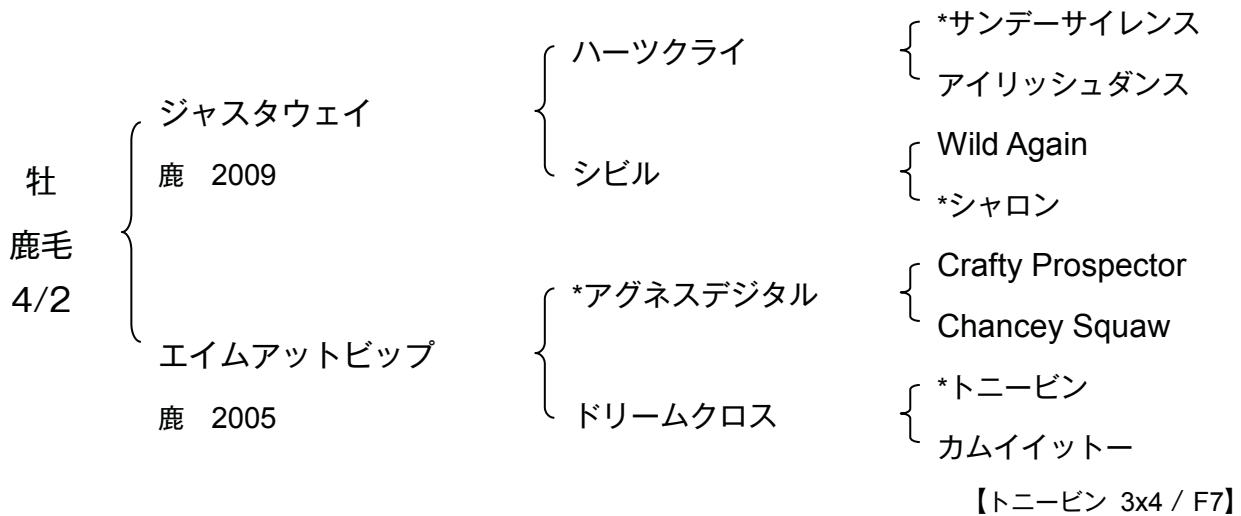 牡
鹿毛
4/2
ジャスタウェイ
鹿 2009
エイムアットビップ
鹿 2005
ハーツクライ
シビル
*アグネスデジタル
ドリームクロス
*サンデーサイレンス
アイリッシュダンス
Wild Again
*シャロン
Crafty Prospector
Chancey Squaw
*トニービン
カムイイットー
【トニービン 3x4 / F7】